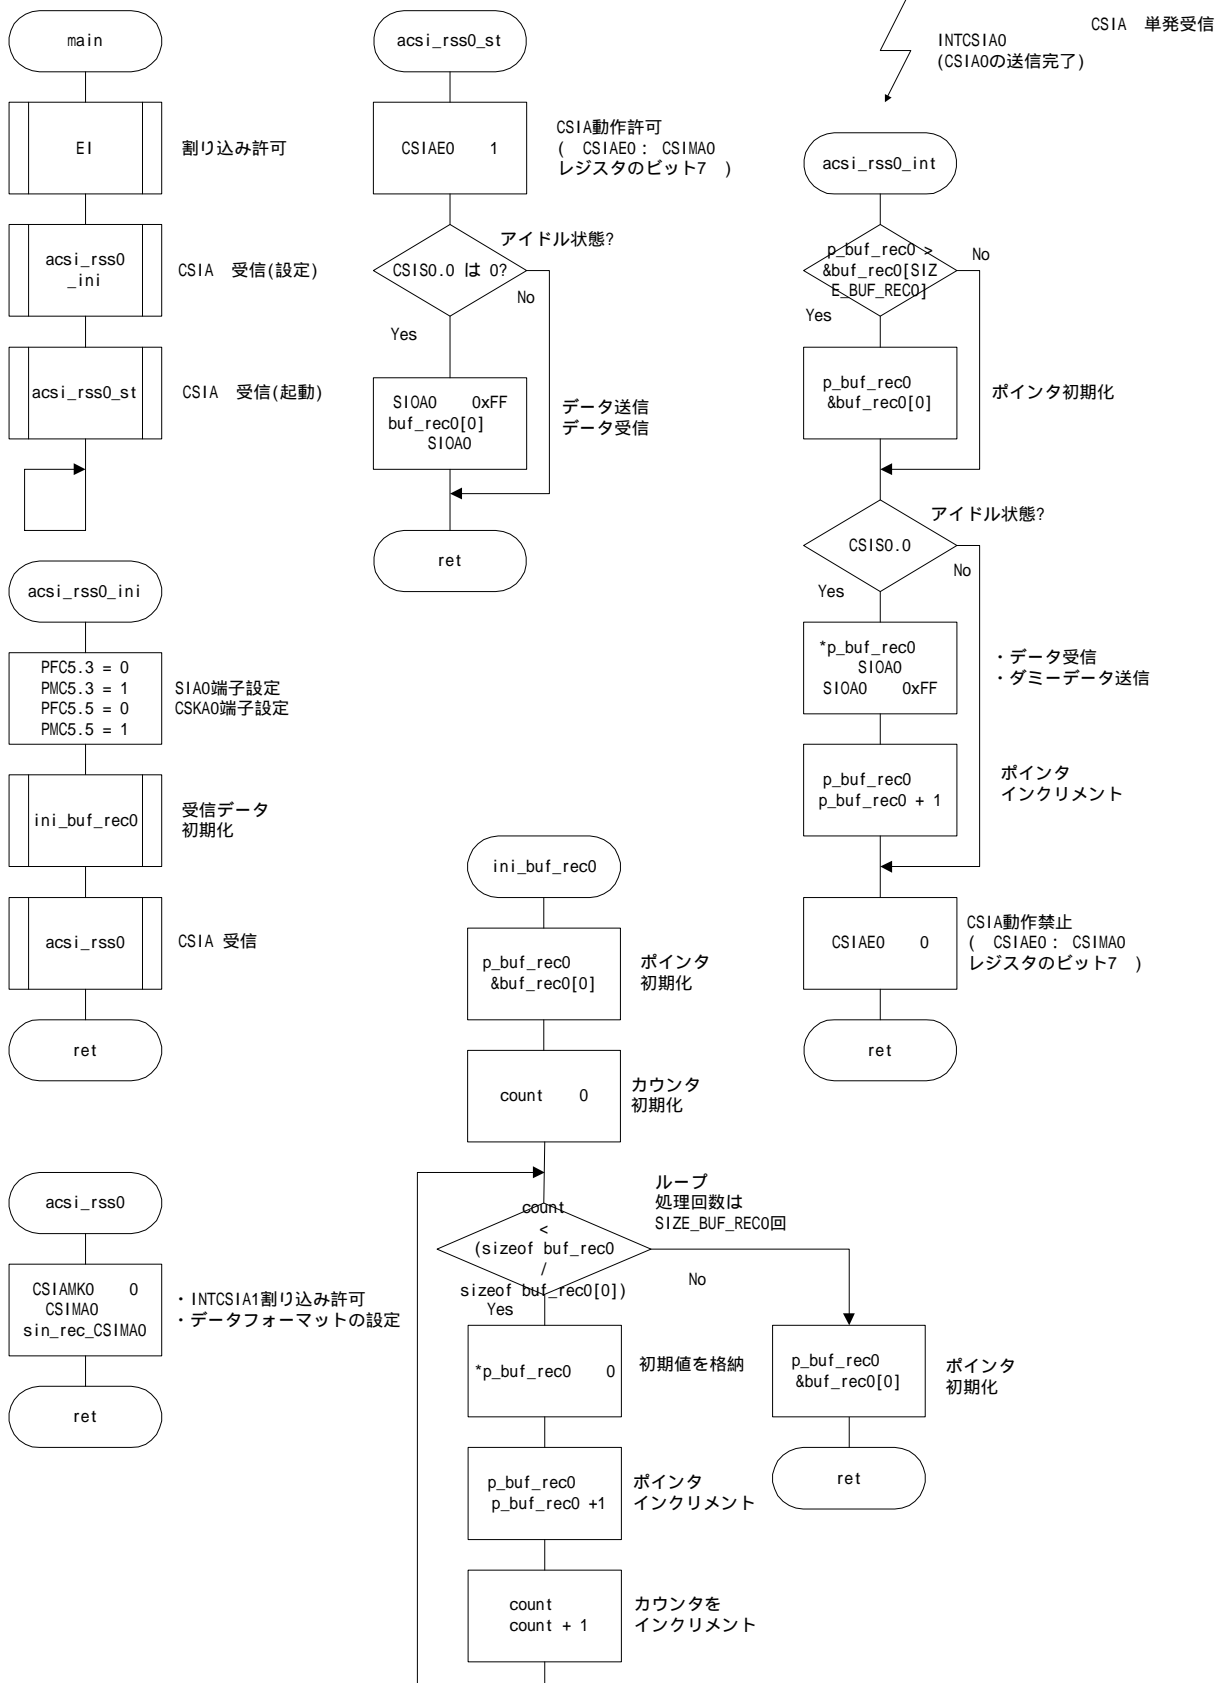 CSIA 単発受信
main
EI
割り込み許可
acsi_rss0
_ini
CSIA 受信(設定)
acsi_rss0_st
CSIA 受信(起動)
acsi_rss0_ini
PFC5.3 = 0
PMC5.3 = 1
PFC5.5 = 0
PMC5.5 = 1
SIA0端子設定
CSKA0端子設定
ini_buf_rec0
受信データ
初期化
acsi_rss0
CSIA 受信
ret
acsi_rss0
CSIAMK0 0
CSIMA0
sin_rec_CSIMA0
・INTCSIA1割り込み許可
・データフォーマットの設定
ret
acsi_rss0_st
CSIAE0 1
CSIA動作許可
( CSIAE0 : CSIMA0
レジスタのビット7 )
アイドル状態?
CSIS0.0 は 0?
No
Yes
SIOA0 0xFF
buf_rec0[0]
SIOA0
データ送信
データ受信
ret
INTCSIA0
(CSIA0の送信完了)
acsi_rss0_int
p_buf_rec0 >
&buf_rec0[SIZ
E_BUF_REC0]
No
Yes
p_buf_rec0
&buf_rec0[0]
ポインタ初期化
アイドル状態?
CSIS0.0
No
Yes
*p_buf_rec0
SIOA0
SIOA0 0xFF
・データ受信
・ダミーデータ送信
p_buf_rec0
p_buf_rec0 + 1
ポインタ
インクリメント
CSIAE0 0
CSIA動作禁止
( CSIAE0 : CSIMA0
レジスタのビット7 )
ret
ini_buf_rec0
p_buf_rec0
&buf_rec0[0]
ポインタ
初期化
count 0
カウンタ
初期化
ループ
処理回数は
SIZE_BUF_REC0回
count
<
(sizeof buf_rec0
/
sizeof buf_rec0[0])
No
Yes
*p_buf_rec0 0
初期値を格納
p_buf_rec0
&buf_rec0[0]
ポインタ
初期化
ret
p_buf_rec0
p_buf_rec0 +1
ポインタ
インクリメント
count
count + 1
カウンタを
インクリメント